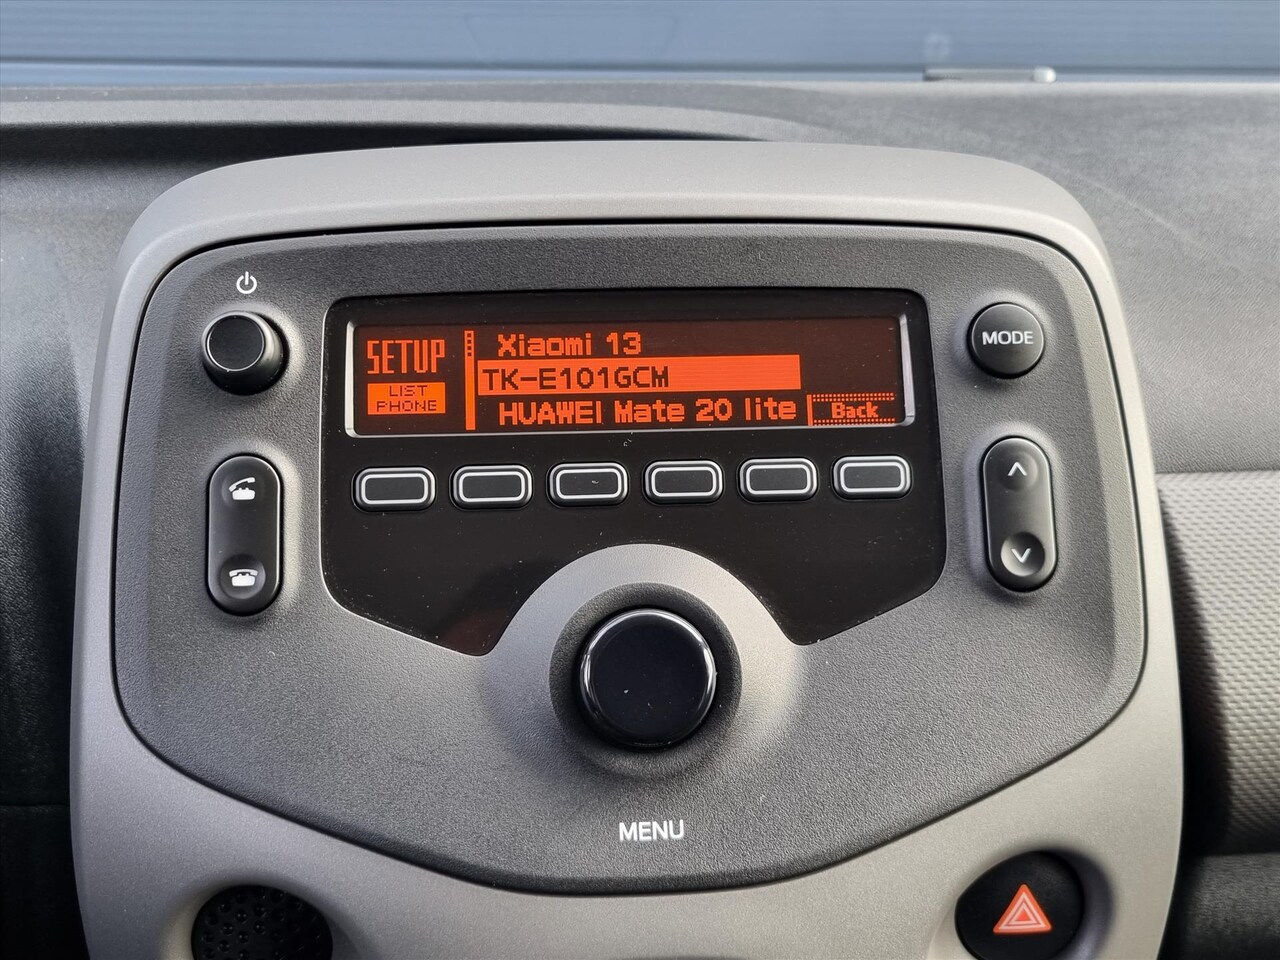 SETUP
LIST
PHONE
Xiaomi 13
TK-E101GCM
HUAWEI Mate 20 lite
Back
MODE
MENU